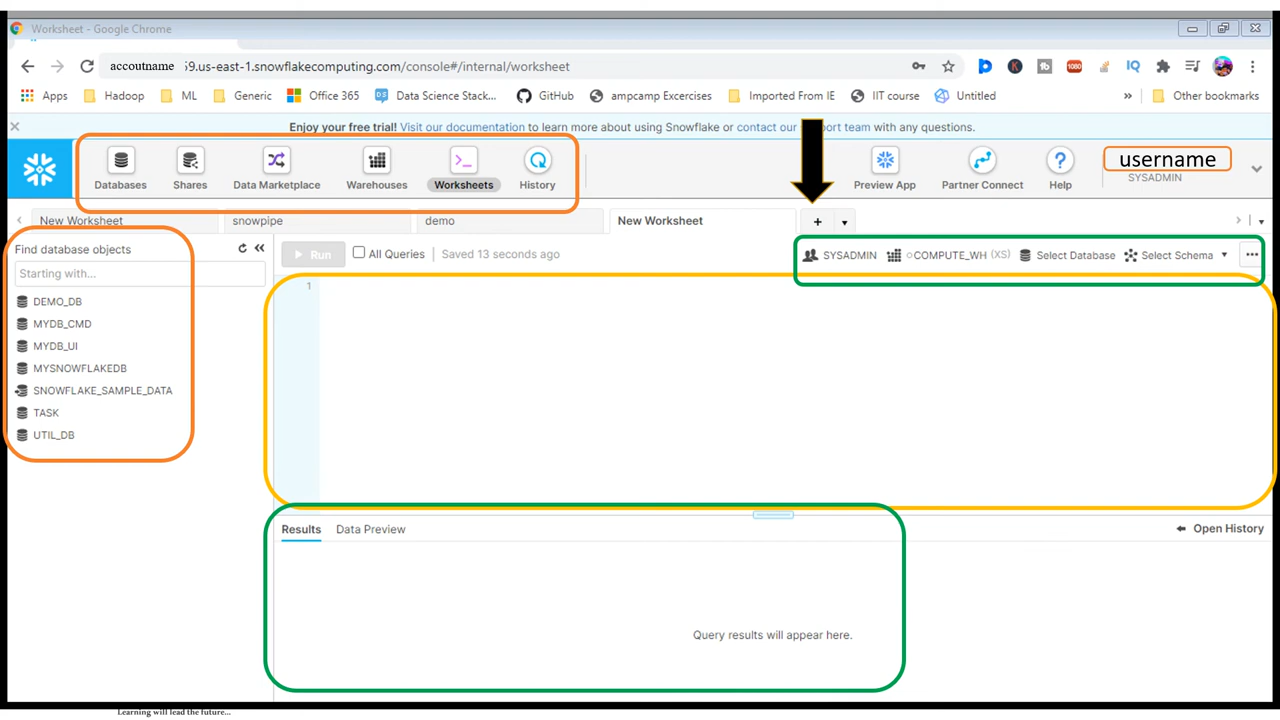 Worksheet - Google Chrome
accoutname 59.us-east-1.snowflakecomputing.com/console#/internal/worksheet
Apps Hadoop ML Generic Office 365 Data Science Stack... GitHub ampcamp Excercises Imported From IE IIT course Untitled » Other bookmarks
Enjoy your free trial! Visit our documentation to learn more about using Snowflake or contact our port team with any questions.
Databases Shares Data Marketplace Warehouses Worksheets History Preview App Partner Connect Help username
SYSADMIN
New Worksheet snowpipe demo New Worksheet +
Find database objects
Run All Queries Saved 13 seconds ago SYSADMIN COMPUTE_WH (XS) Select Database Select Schema ...
Starting with...
1
DEMO_DB
MYDB_CMD
MYDB_UI
MYSNOWFLAKEDB
SNOWFLAKE_SAMPLE_DATA
TASK
UTIL_DB
Results Data Preview Open History
Query results will appear here.
Learning will lead the future...